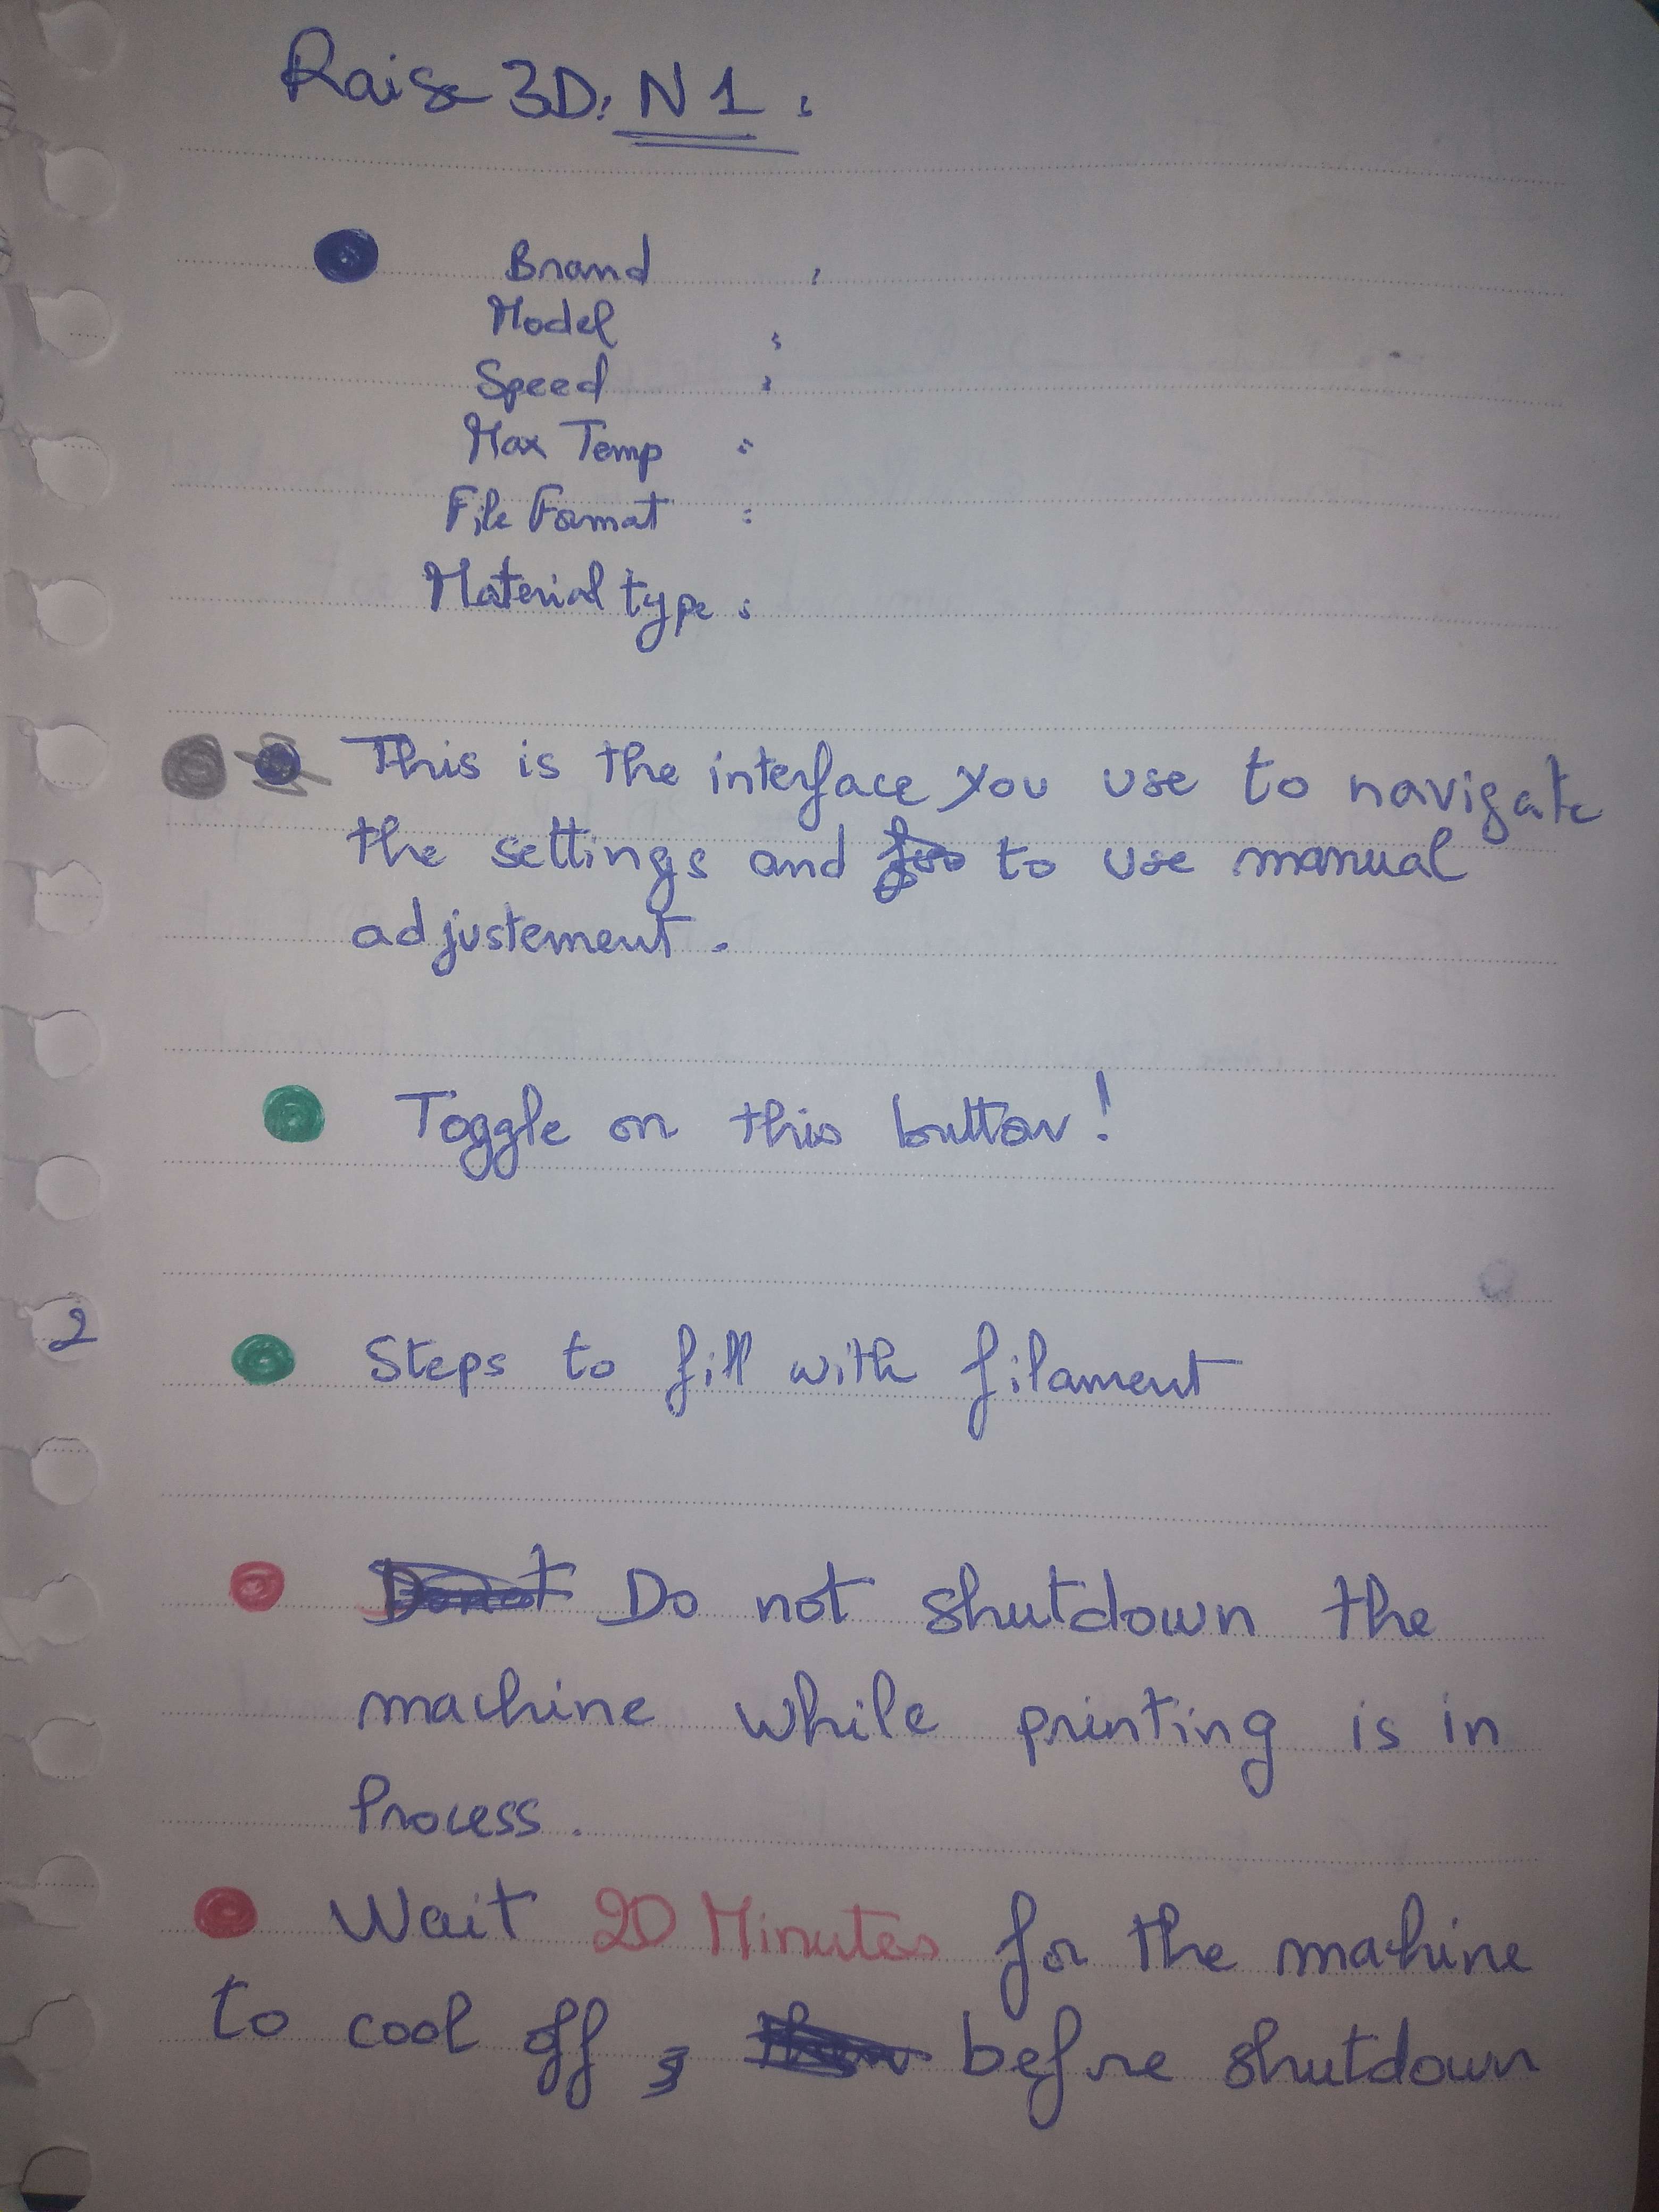 Raise 3D: N 1 :
Brand :
Model :
Speed :
Max Temp :
File Format :
Material type :
This is the interface you use to navigate
the settings and to use manual
adjustement.
Toggle on this button!
2
Steps to fill with filament
Donot Do not shutdown the
machine while printing is in
Process.
Wait 20 Minutes for the machine
to cool off, before shutdown